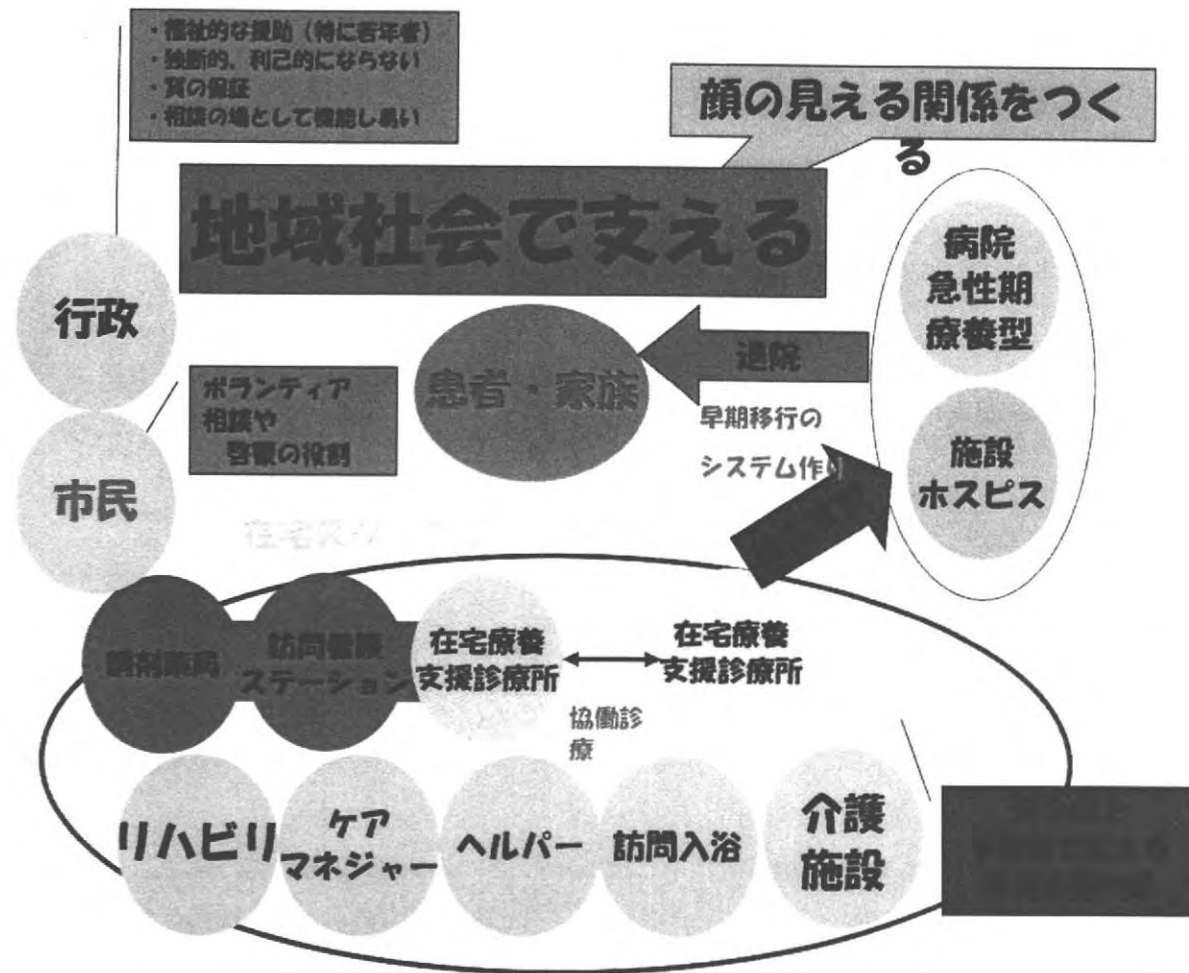 ・福祉的な援助（特に若年者）
・独断的、利己的にならない
・質の保証
・相談の場として機能し易い
顔の見える関係をつく
る
地域社会で支える
行政
病院
急性期
療養型
患者・家族
退院
ボランティア
相談や
啓蒙の役割
早期移行の
システム作り
市民
施設
ホスピス
在宅
調剤薬局
訪問看護
ステーション
在宅療養
支援診療所
在宅療養
支援診療所
協働診
療
リハビリ
ケア
マネジャー
ヘルパー
訪問入浴
介護
施設